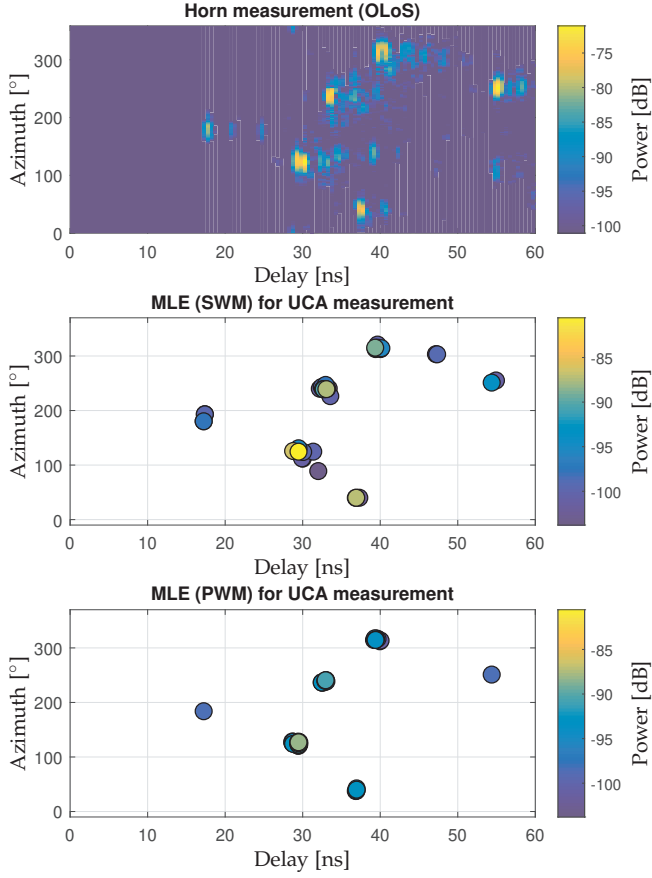 Horn measurement (OLoS)
Azimuth [°]
300
200
100
0
0 10 20 30 40 50 60
Delay [ns]
-75
-80
-85
-90
-95
-100
Power [dB]
MLE (SWM) for UCA measurement
Azimuth [°]
300
200
100
0
0 10 20 30 40 50 60
Delay [ns]
-85
-90
-95
-100
Power [dB]
MLE (PWM) for UCA measurement
Azimuth [°]
300
200
100
0
0 10 20 30 40 50 60
Delay [ns]
-85
-90
-95
-100
Power [dB]